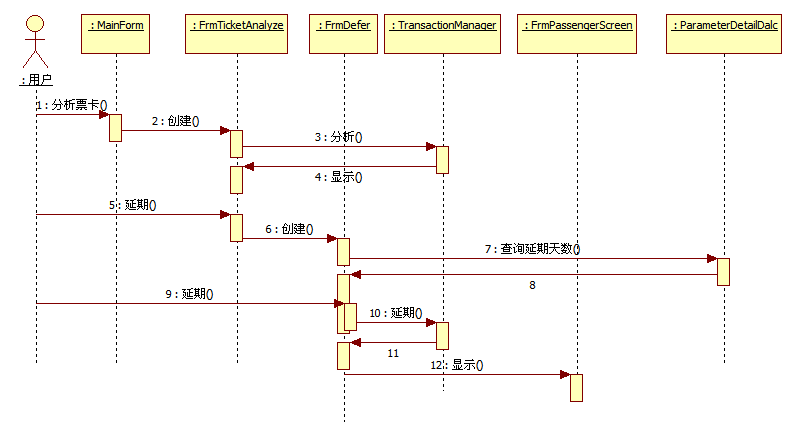 : MainForm
: FrmTicketAnalyze
: FrmDefer
: TransactionManager
: FrmPassengerScreen
: ParameterDetailDalc
: 用户
1 : 分析票卡()
2 : 创建()
3 : 分析()
4 : 显示()
5 : 延期()
6 : 创建()
7 : 查询延期天数()
8
9 : 延期()
10 : 延期()
11
12 : 显示()